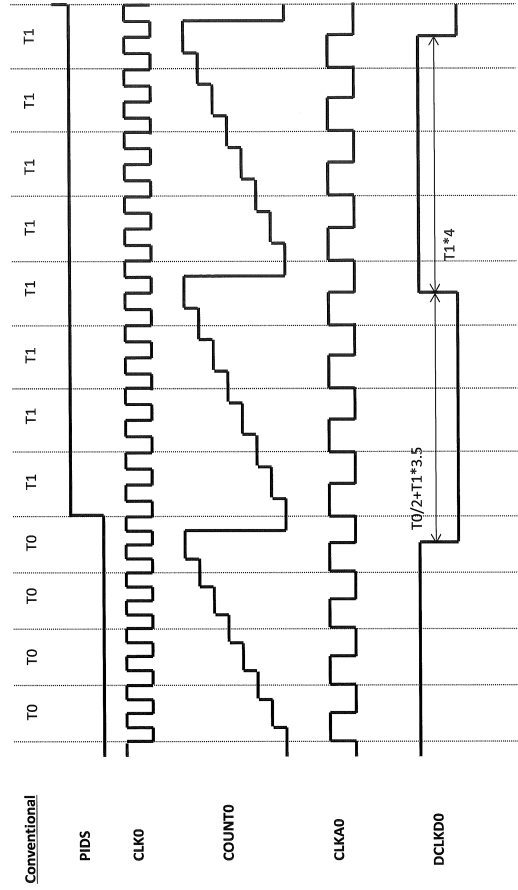 Conventional
T0
T0
T0
T0
T1
T1
T1
T1
T1
T1
T1
T1
PIDS
CLK0
COUNT0
CLKA0
DCLKD0
T0/2+T1*3.5
T1*4